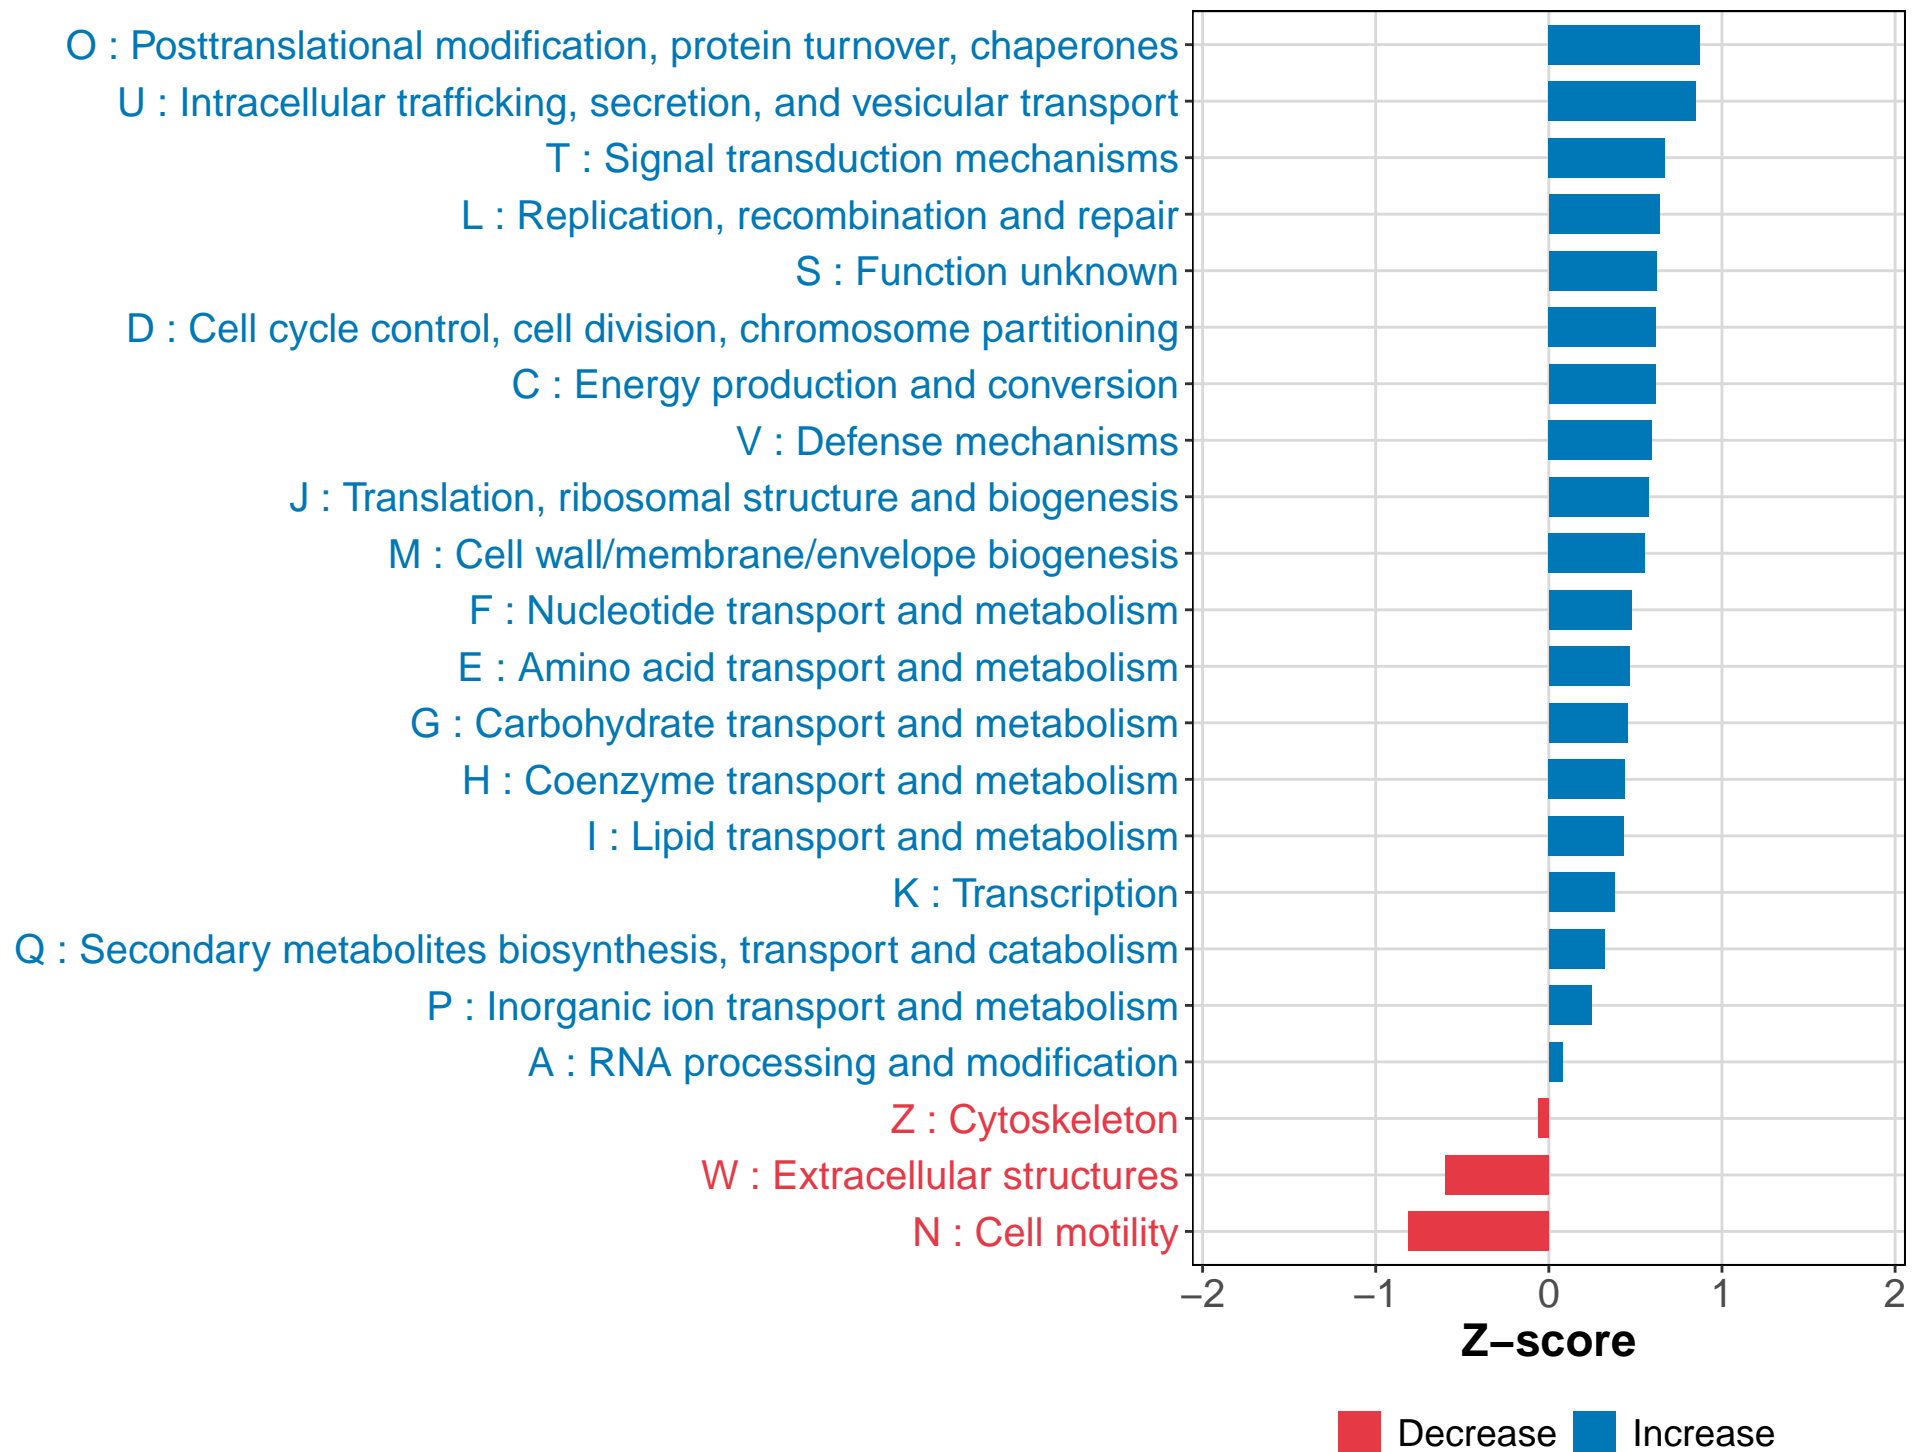 O : Posttranslational modification, protein turnover, chaperones
U : Intracellular trafficking, secretion, and vesicular transport
T : Signal transduction mechanisms
L : Replication, recombination and repair
S : Function unknown
D : Cell cycle control, cell division, chromosome partitioning
C : Energy production and conversion
V : Defense mechanisms
J : Translation, ribosomal structure and biogenesis
M : Cell wall/membrane/envelope biogenesis
F : Nucleotide transport and metabolism
E : Amino acid transport and metabolism
G : Carbohydrate transport and metabolism
H : Coenzyme transport and metabolism
I : Lipid transport and metabolism
K : Transcription
Q : Secondary metabolites biosynthesis, transport and catabolism
P : Inorganic ion transport and metabolism
A : RNA processing and modification
Z : Cytoskeleton
W : Extracellular structures
N : Cell motility
−2 −1 0 1 2
Z−score
Decrease Increase